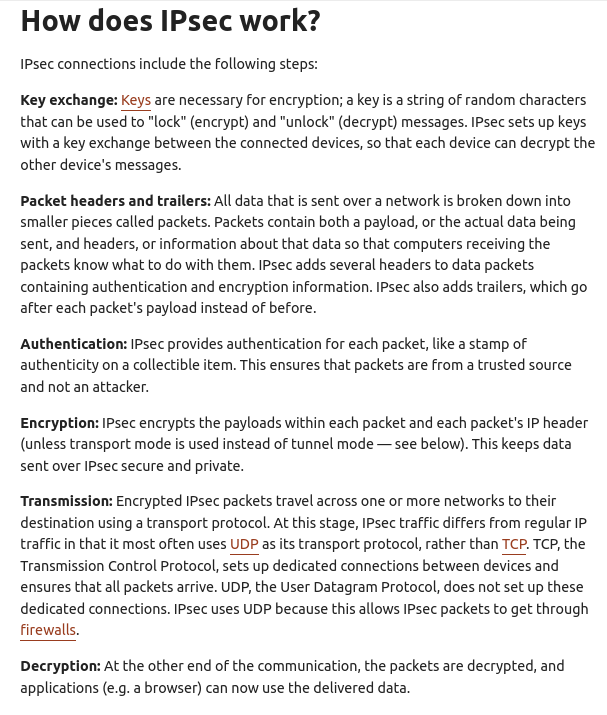 How does IPsec work?
IPsec connections include the following steps:
Key exchange: Keys are necessary for encryption; a key is a string of random characters
that can be used to "lock" (encrypt) and "unlock" (decrypt) messages. IPsec sets up keys
with a key exchange between the connected devices, so that each device can decrypt the
other device's messages.
Packet headers and trailers: All data that is sent over a network is broken down into
smaller pieces called packets. Packets contain both a payload, or the actual data being
sent, and headers, or information about that data so that computers receiving the
packets know what to do with them. IPsec adds several headers to data packets
containing authentication and encryption information. IPsec also adds trailers, which go
after each packet's payload instead of before.
Authentication: IPsec provides authentication for each packet, like a stamp of
authenticity on a collectible item. This ensures that packets are from a trusted source
and not an attacker.
Encryption: IPsec encrypts the payloads within each packet and each packet's IP header
(unless transport mode is used instead of tunnel mode — see below). This keeps data
sent over IPsec secure and private.
Transmission: Encrypted IPsec packets travel across one or more networks to their
destination using a transport protocol. At this stage, IPsec traffic differs from regular IP
traffic in that it most often uses UDP as its transport protocol, rather than TCP. TCP, the
Transmission Control Protocol, sets up dedicated connections between devices and
ensures that all packets arrive. UDP, the User Datagram Protocol, does not set up these
dedicated connections. IPsec uses UDP because this allows IPsec packets to get through
firewalls.
Decryption: At the other end of the communication, the packets are decrypted, and
applications (e.g. a browser) can now use the delivered data.